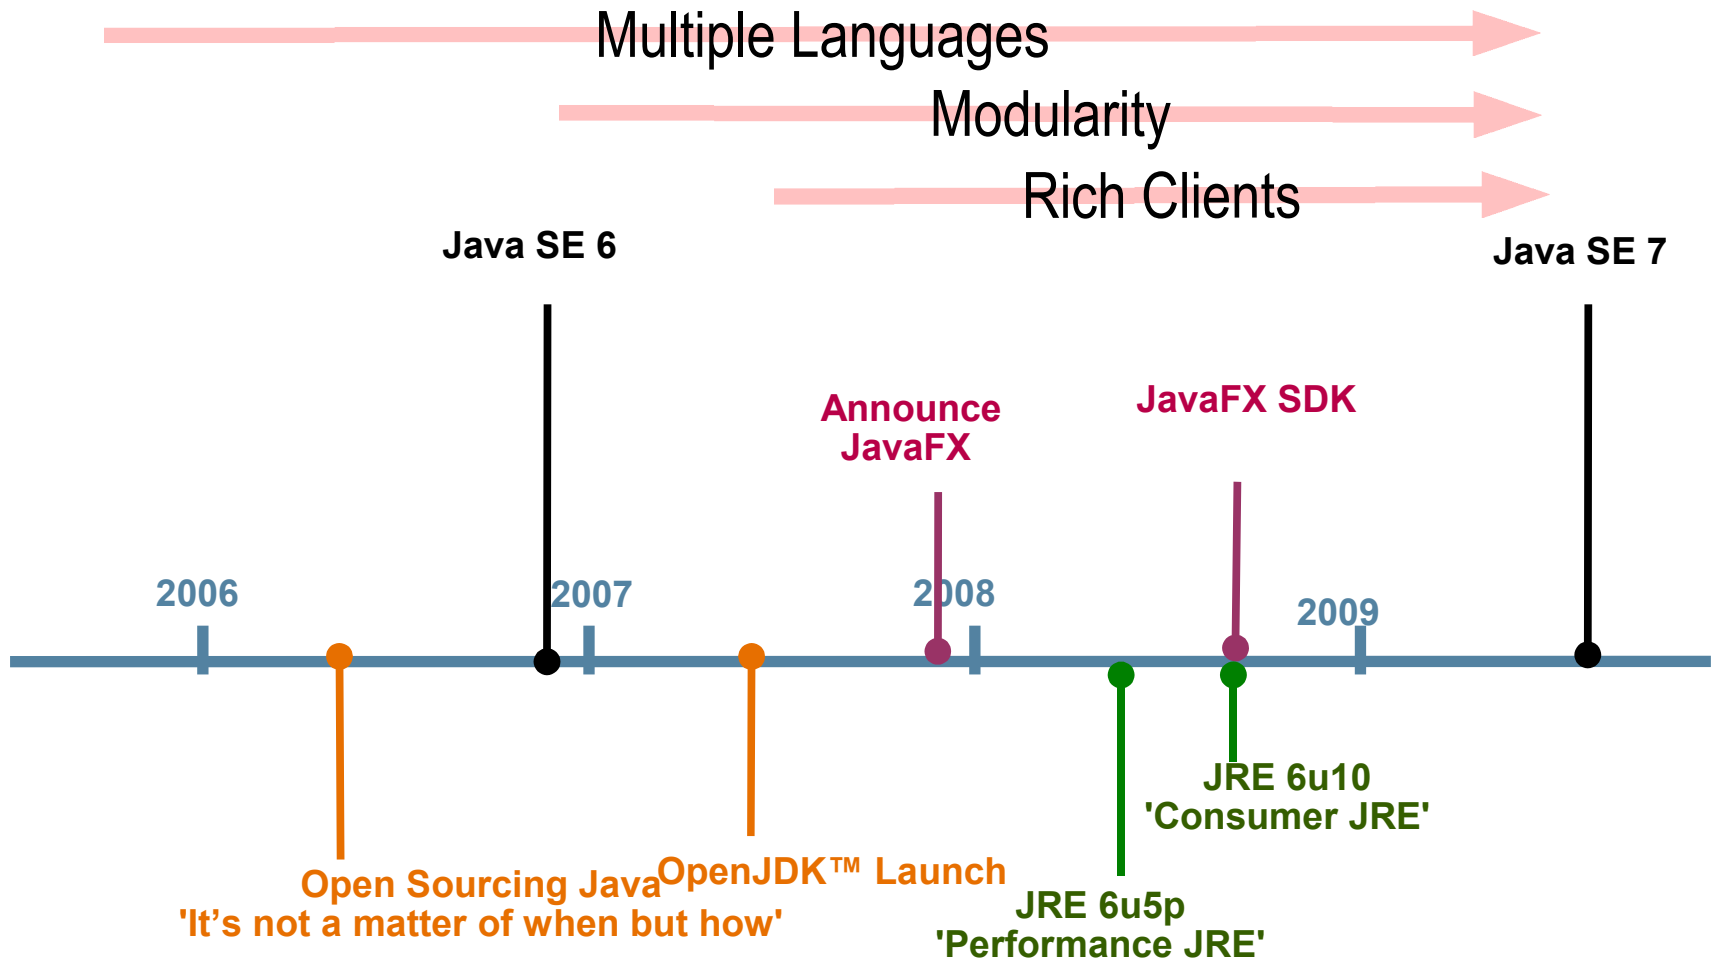 Multiple Languages
Modularity
Rich Clients
Java SE 6
Java SE 7
Announce
JavaFX
JavaFX SDK
2006
2007
2008
2009
JRE 6u10
'Consumer JRE'
Open Sourcing Java
'It’s not a matter of when but how'
OpenJDK™ Launch
JRE 6u5p
'Performance JRE'